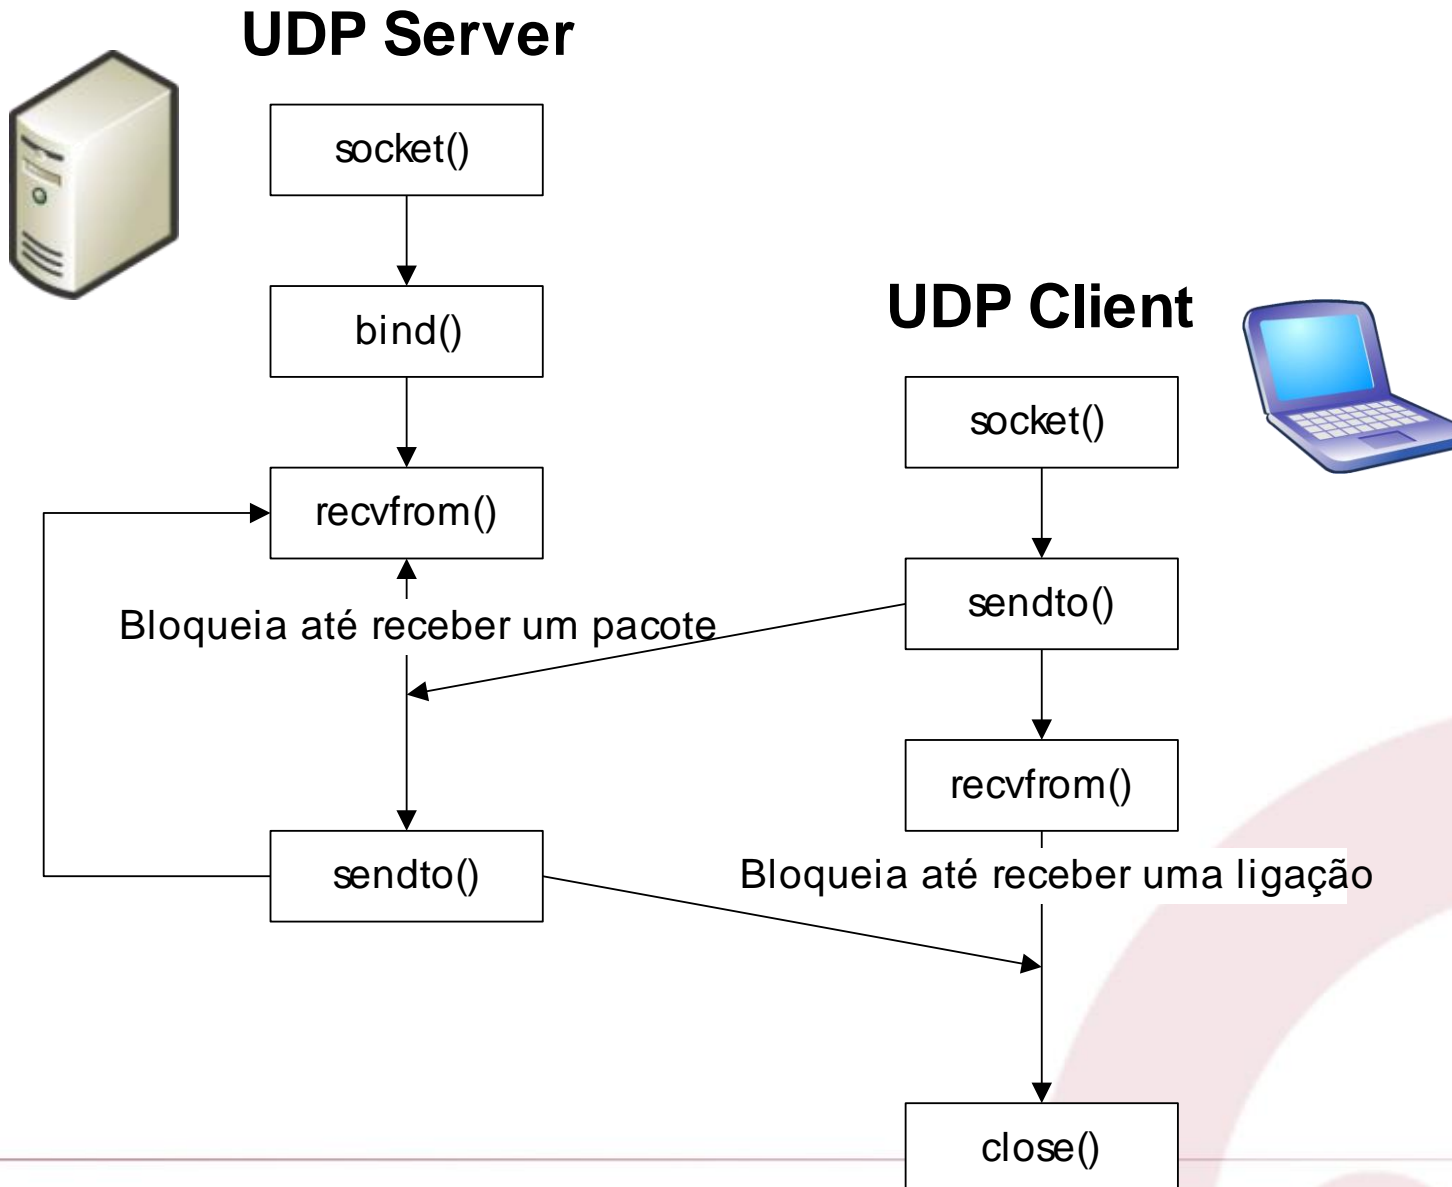 UDP Server
socket()
bind()
recvfrom()
Bloqueia até receber um pacote
sendto()
UDP Client
socket()
sendto()
recvfrom()
Bloqueia até receber uma ligação
close()